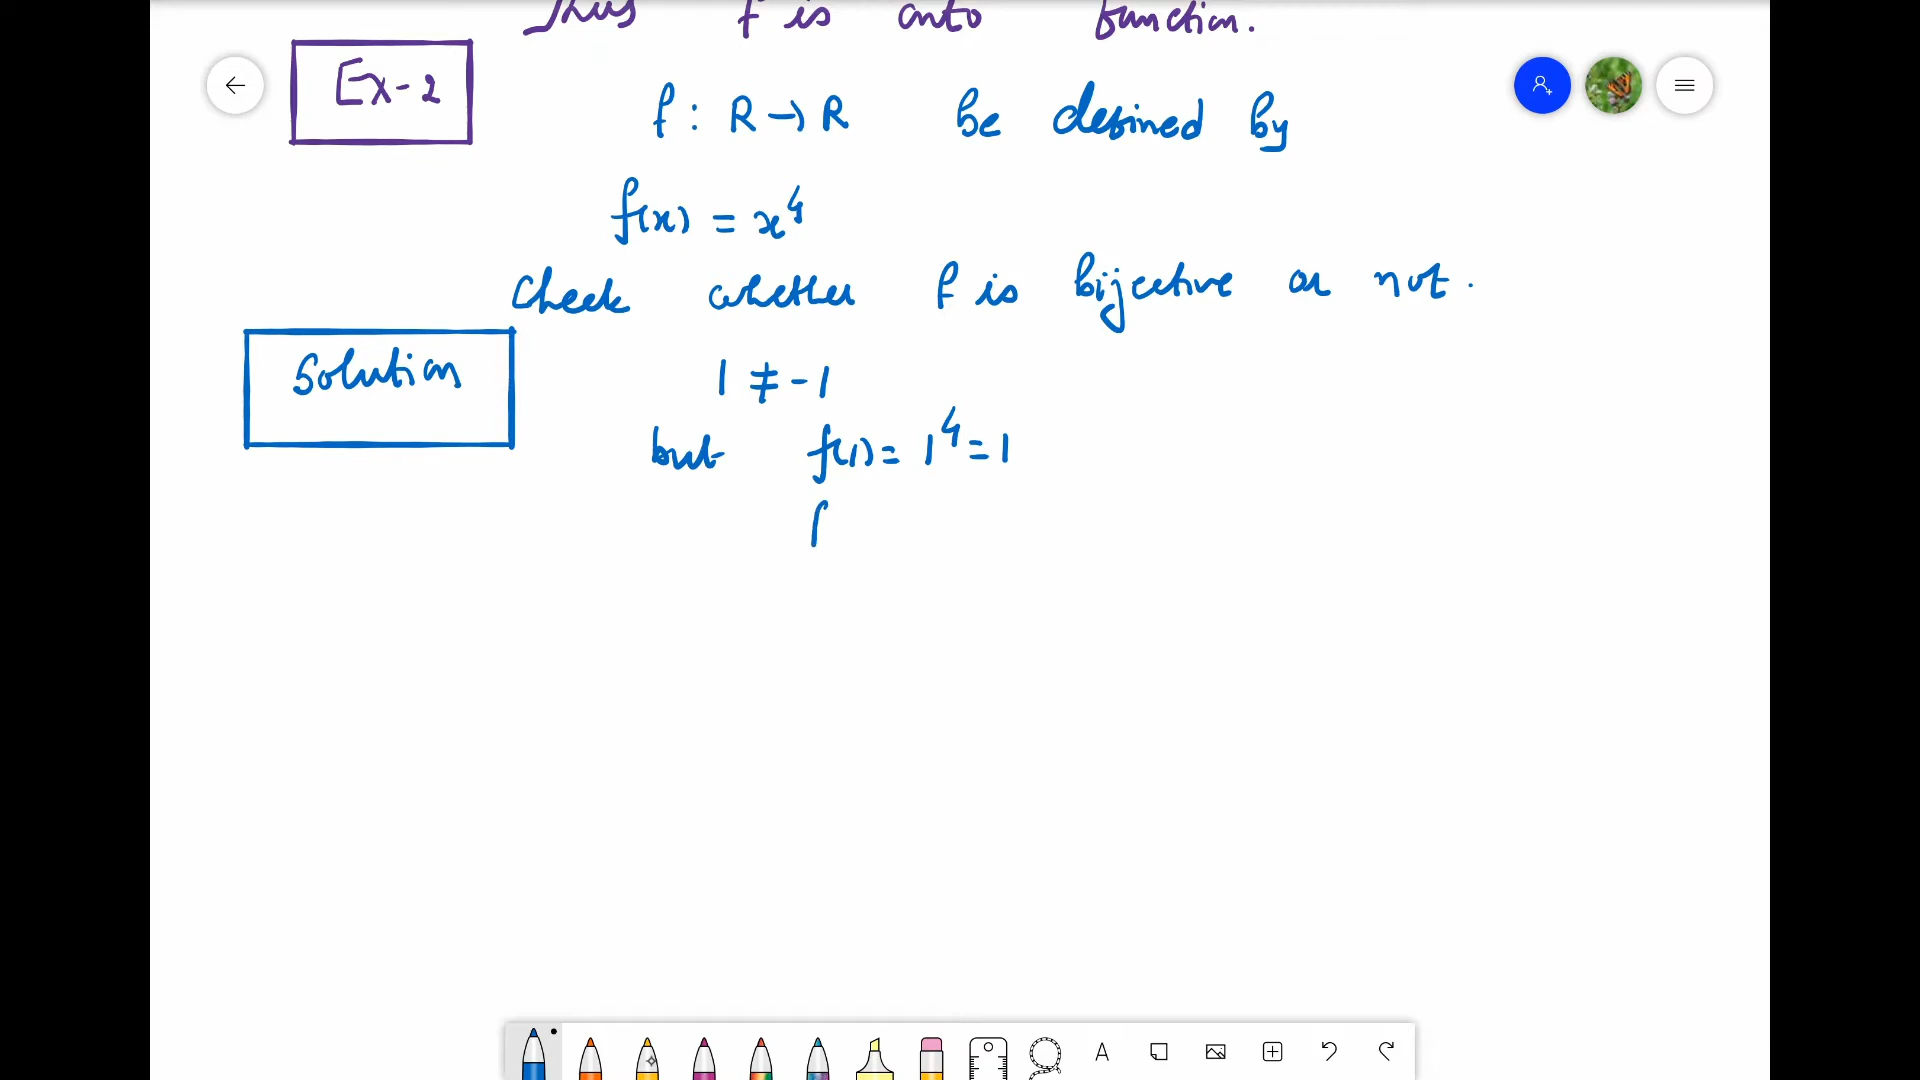 Thus f is onto function.
Ex-2
f : R → R be defined by
f(x) = x⁴
Check whether f is bijective or not.
Solution
1 ≠ -1
but f(1) = 1⁴ = 1
f
A